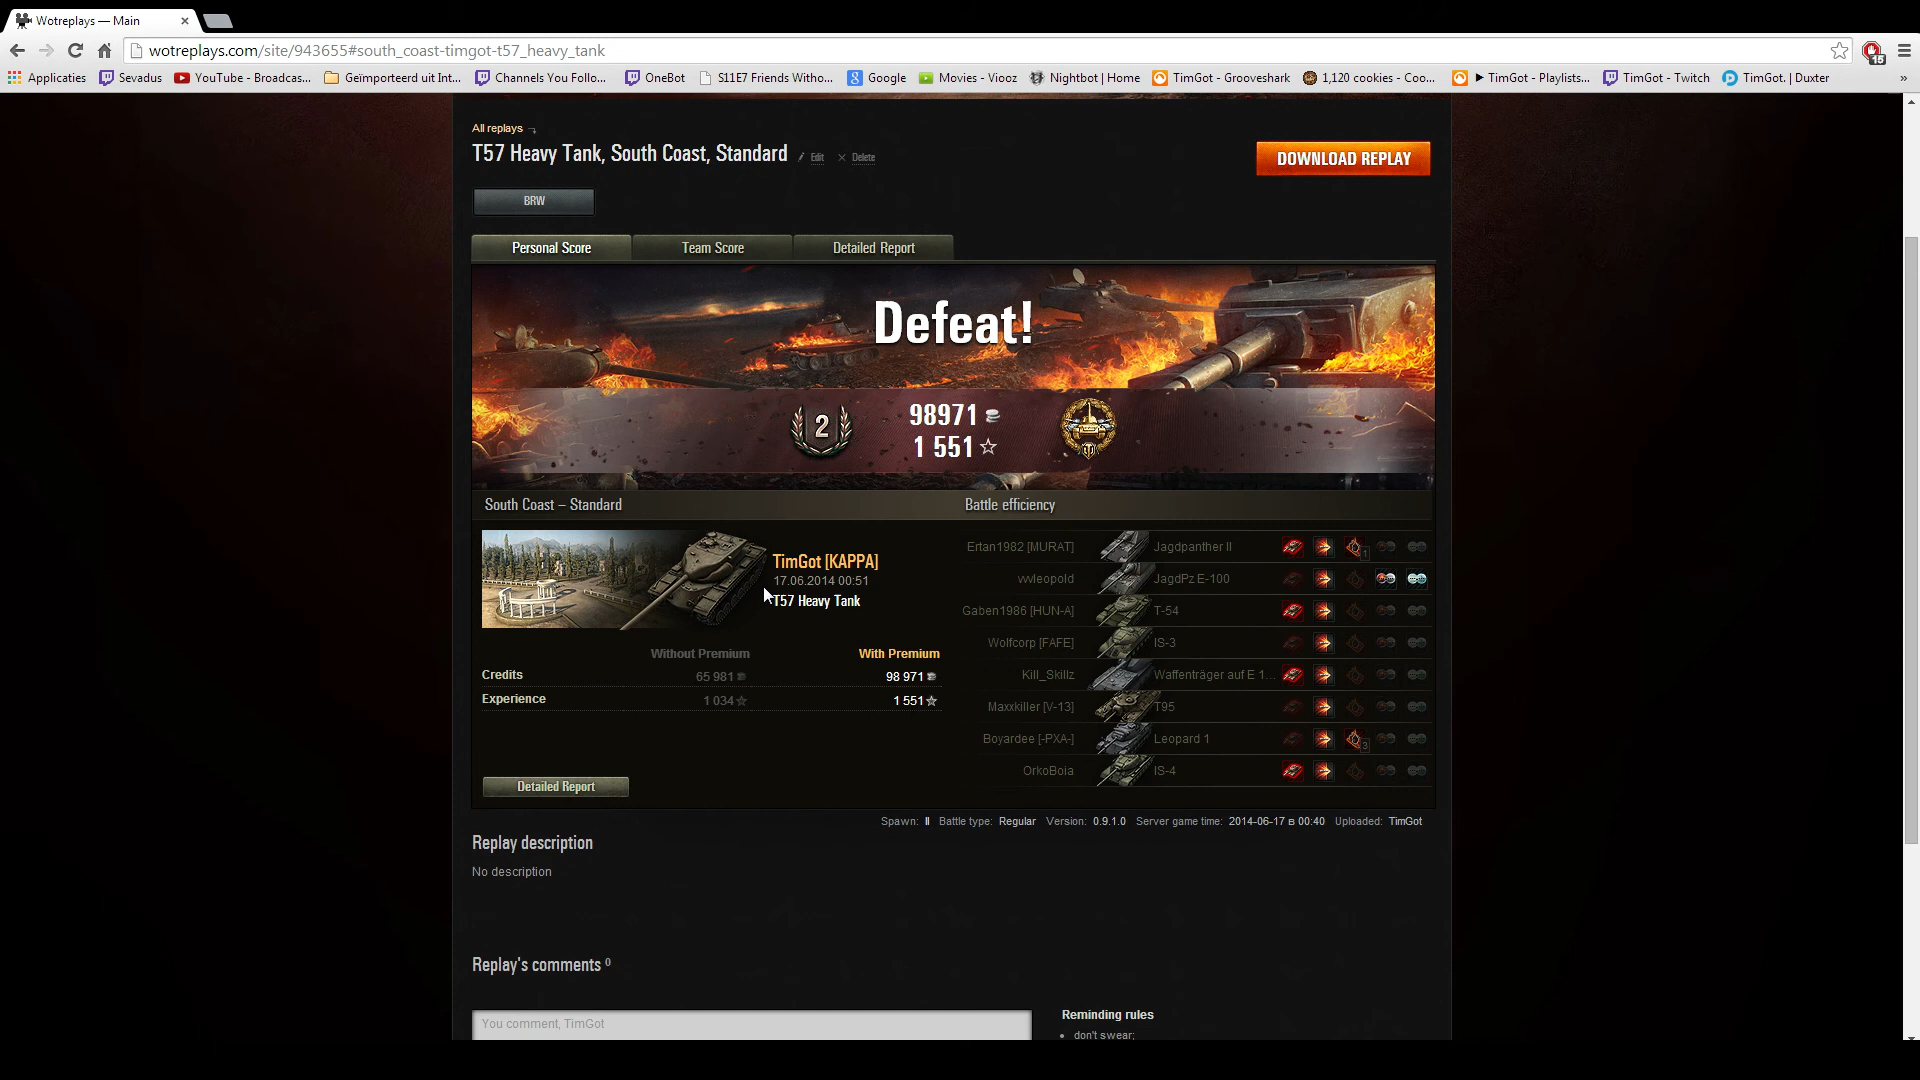 Wotreplays — Main
wotreplays.com/site/943655#south_coast-timgot-t57_heavy_tank
15
Applicaties Sevadus YouTube - Broadcas... Geïmporteerd uit Int... Channels You Follo... OneBot S11E7 Friends Witho... Google Movies - Viooz Nightbot | Home TimGot - Grooveshark 1,120 cookies - Coo... ▶ TimGot - Playlists... TimGot - Twitch TimGot. | Duxter »
All replays
T57 Heavy Tank, South Coast, Standard Edit Delete
DOWNLOAD REPLAY
BRW
Personal Score Team Score Detailed Report
Defeat!
2
98971
1 551
South Coast – Standard
Battle efficiency
TimGot [KAPPA]
17.06.2014 00:51
T57 Heavy Tank
Without Premium With Premium
Credits 65 981 98 971
Experience 1 034 1 551
Detailed Report
Ertan1982 [MURAT] Jagdpanther II 1
vvleopold JagdPz E-100
Gaben1986 [HUN-A] T-54
Wolfcorp [FAFE] IS-3
Kill_Skillz Waffenträger auf E 1...
Maxxkiller [V-13] T95
Boyardee [-PXA-] Leopard 1 3
OrkoBoia IS-4
Spawn: II Battle type: Regular Version: 0.9.1.0 Server game time: 2014-06-17 в 00:40 Uploaded: TimGot
Replay description
No description
Replay's comments 0
You comment, TimGot
Reminding rules
• don't swear;